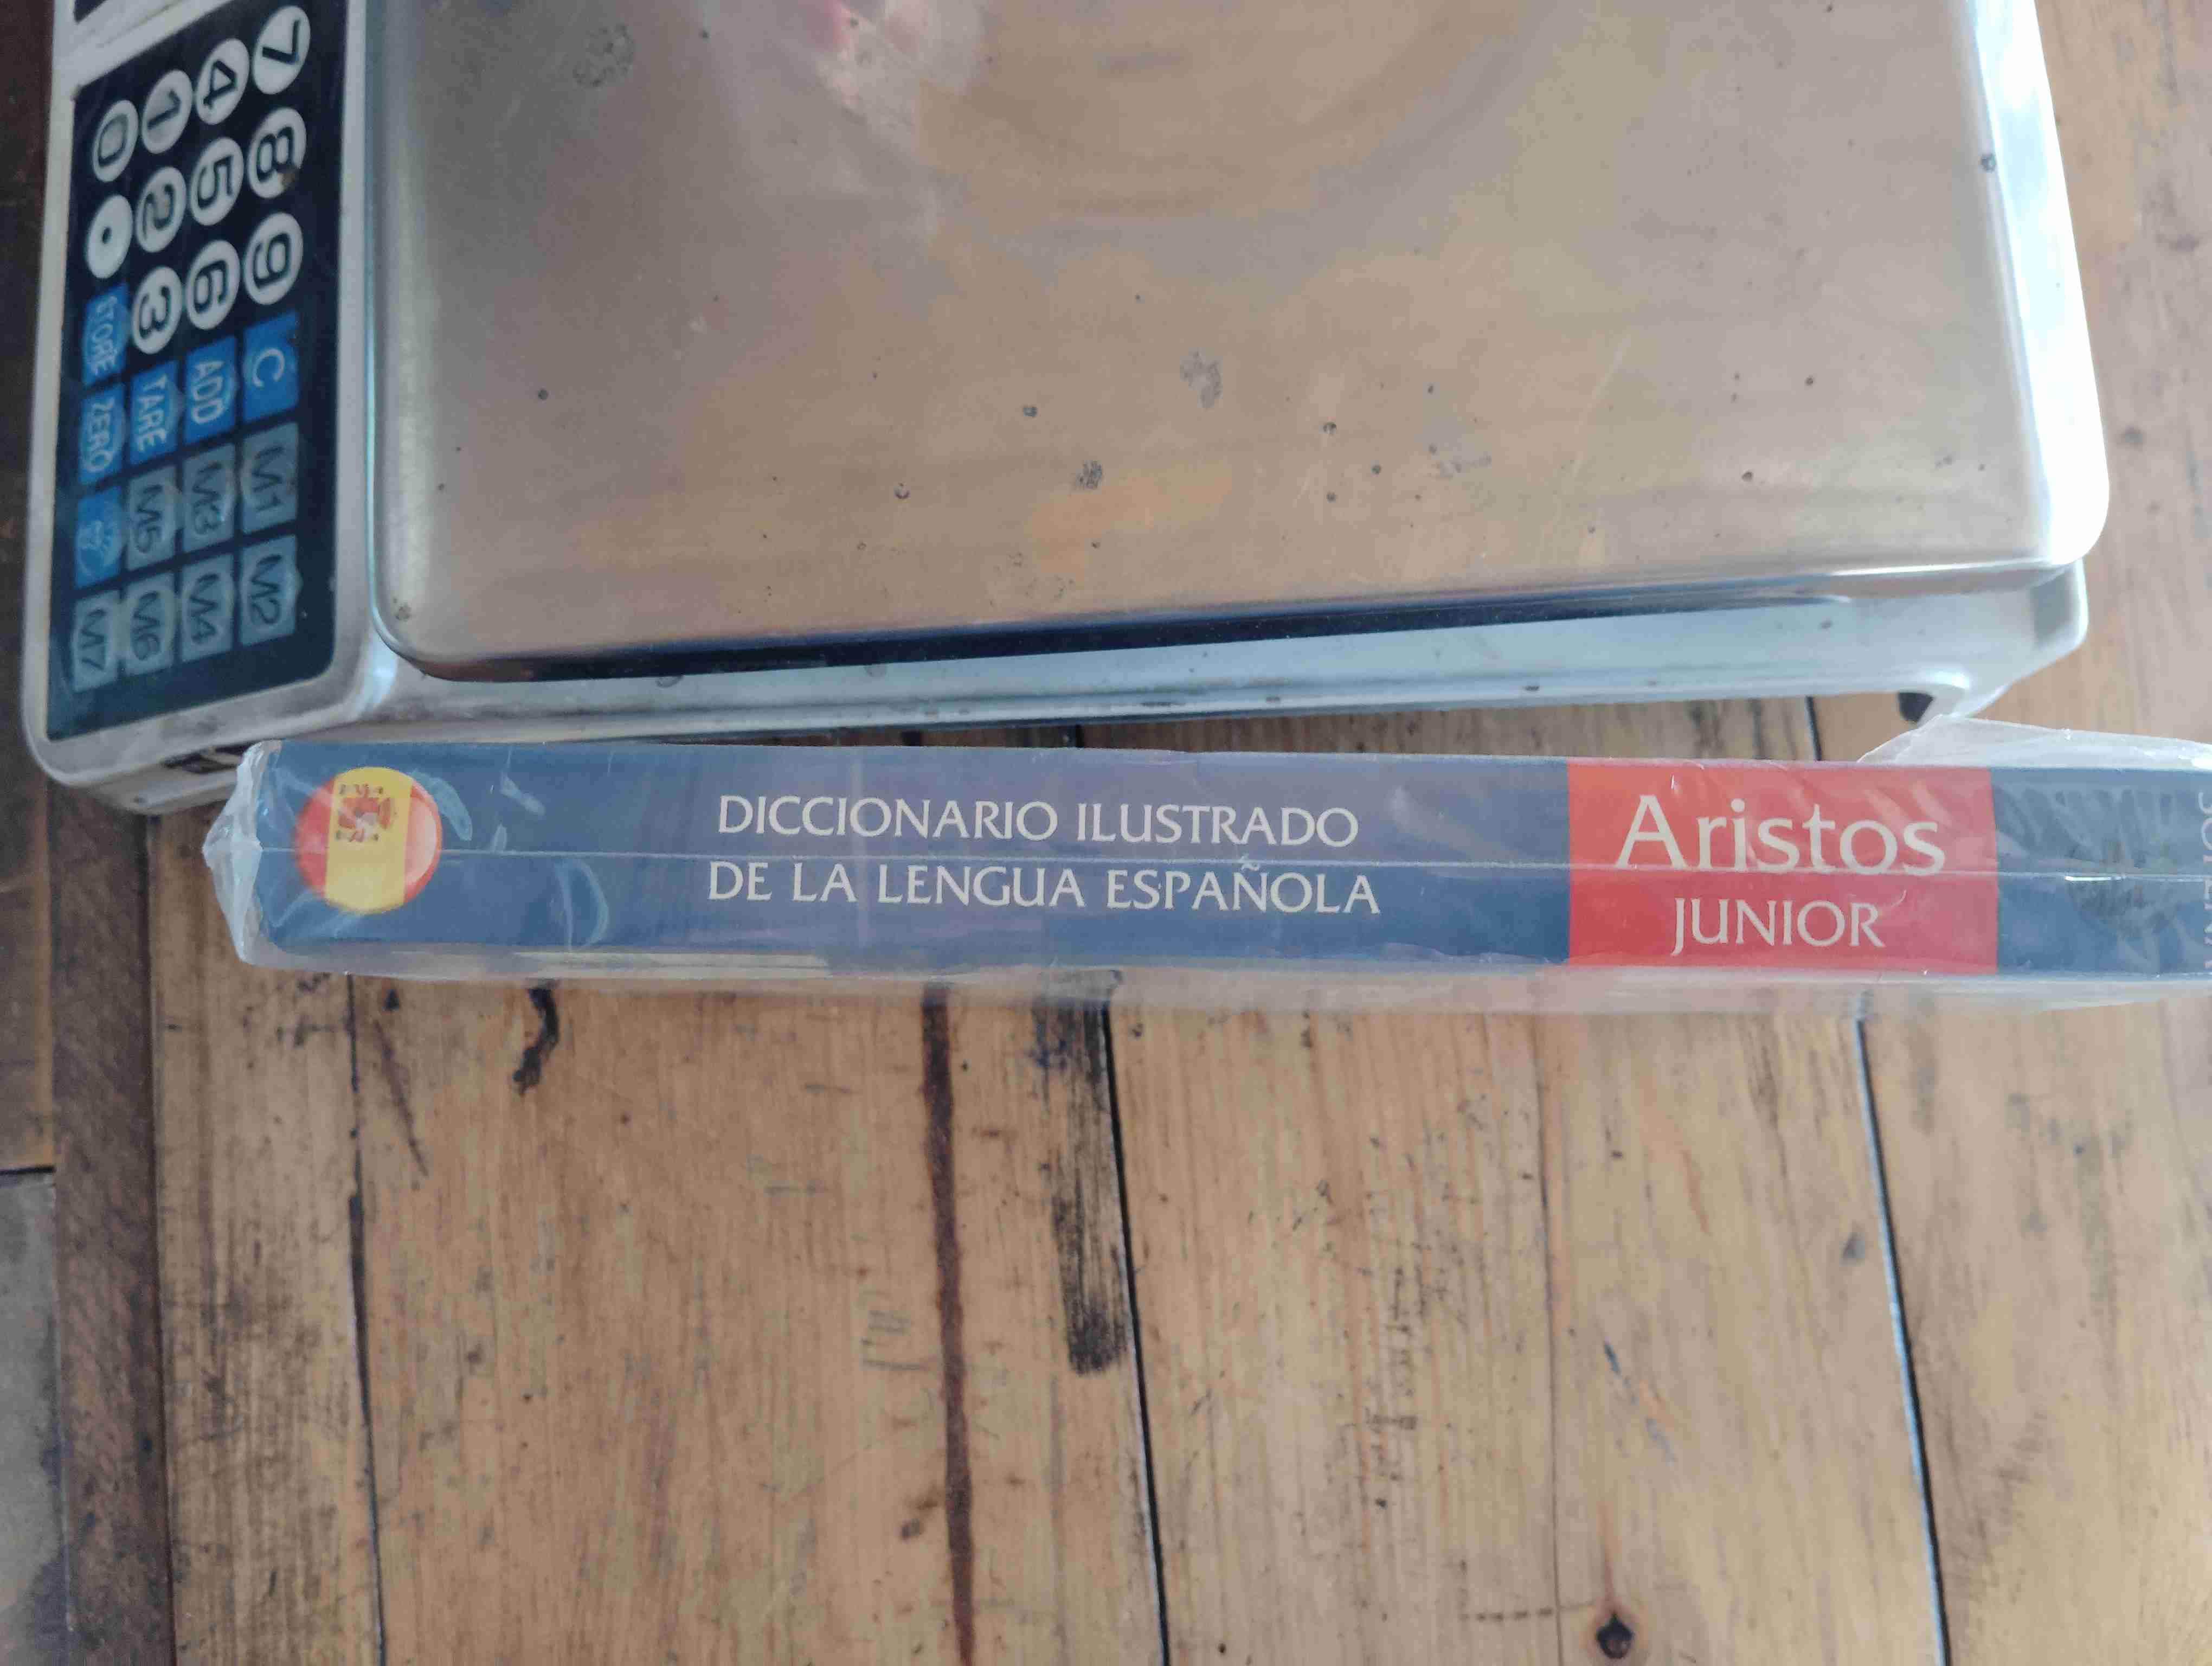 7 8 9 C M1 M2
4 5 6 ADD M3 M4
1 2 3 TARE M5 M6
0 . STORE ZERO M7
DICCIONARIO ILUSTRADO
DE LA LENGUA ESPAÑOLA
Aristos
JUNIOR